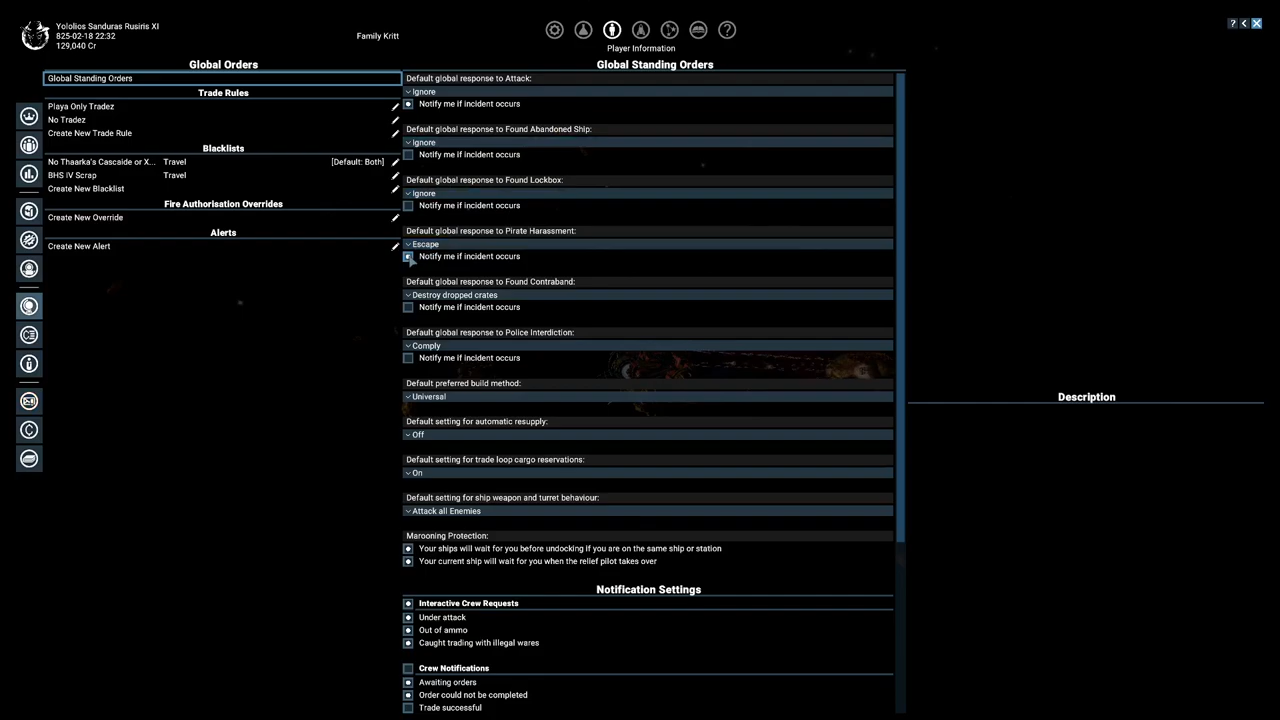 Yololios Sanduras Rusiris XI
825-02-18 22:32
129,040 Cr
Family Kritt
Player Information
? < X
Global Orders
Global Standing Orders
Trade Rules
Playa Only Tradez
No Tradez
Create New Trade Rule
Blacklists
No Thaarka's Cascaide or X... Travel [Default: Both]
BHS IV Scrap Travel
Create New Blacklist
Fire Authorisation Overrides
Create New Override
Alerts
Create New Alert
Global Standing Orders
Default global response to Attack:
Ignore
Notify me if incident occurs
Default global response to Found Abandoned Ship:
Ignore
Notify me if incident occurs
Default global response to Found Lockbox:
Ignore
Notify me if incident occurs
Default global response to Pirate Harassment:
Escape
Notify me if incident occurs
Default global response to Found Contraband:
Destroy dropped crates
Notify me if incident occurs
Default global response to Police Interdiction:
Comply
Notify me if incident occurs
Default preferred build method:
Universal
Default setting for automatic resupply:
Off
Default setting for trade loop cargo reservations:
On
Default setting for ship weapon and turret behaviour:
Attack all Enemies
Marooning Protection:
Your ships will wait for you before undocking if you are on the same ship or station
Your current ship will wait for you when the relief pilot takes over
Notification Settings
Interactive Crew Requests
Under attack
Out of ammo
Caught trading with illegal wares
Crew Notifications
Awaiting orders
Order could not be completed
Trade successful
Description